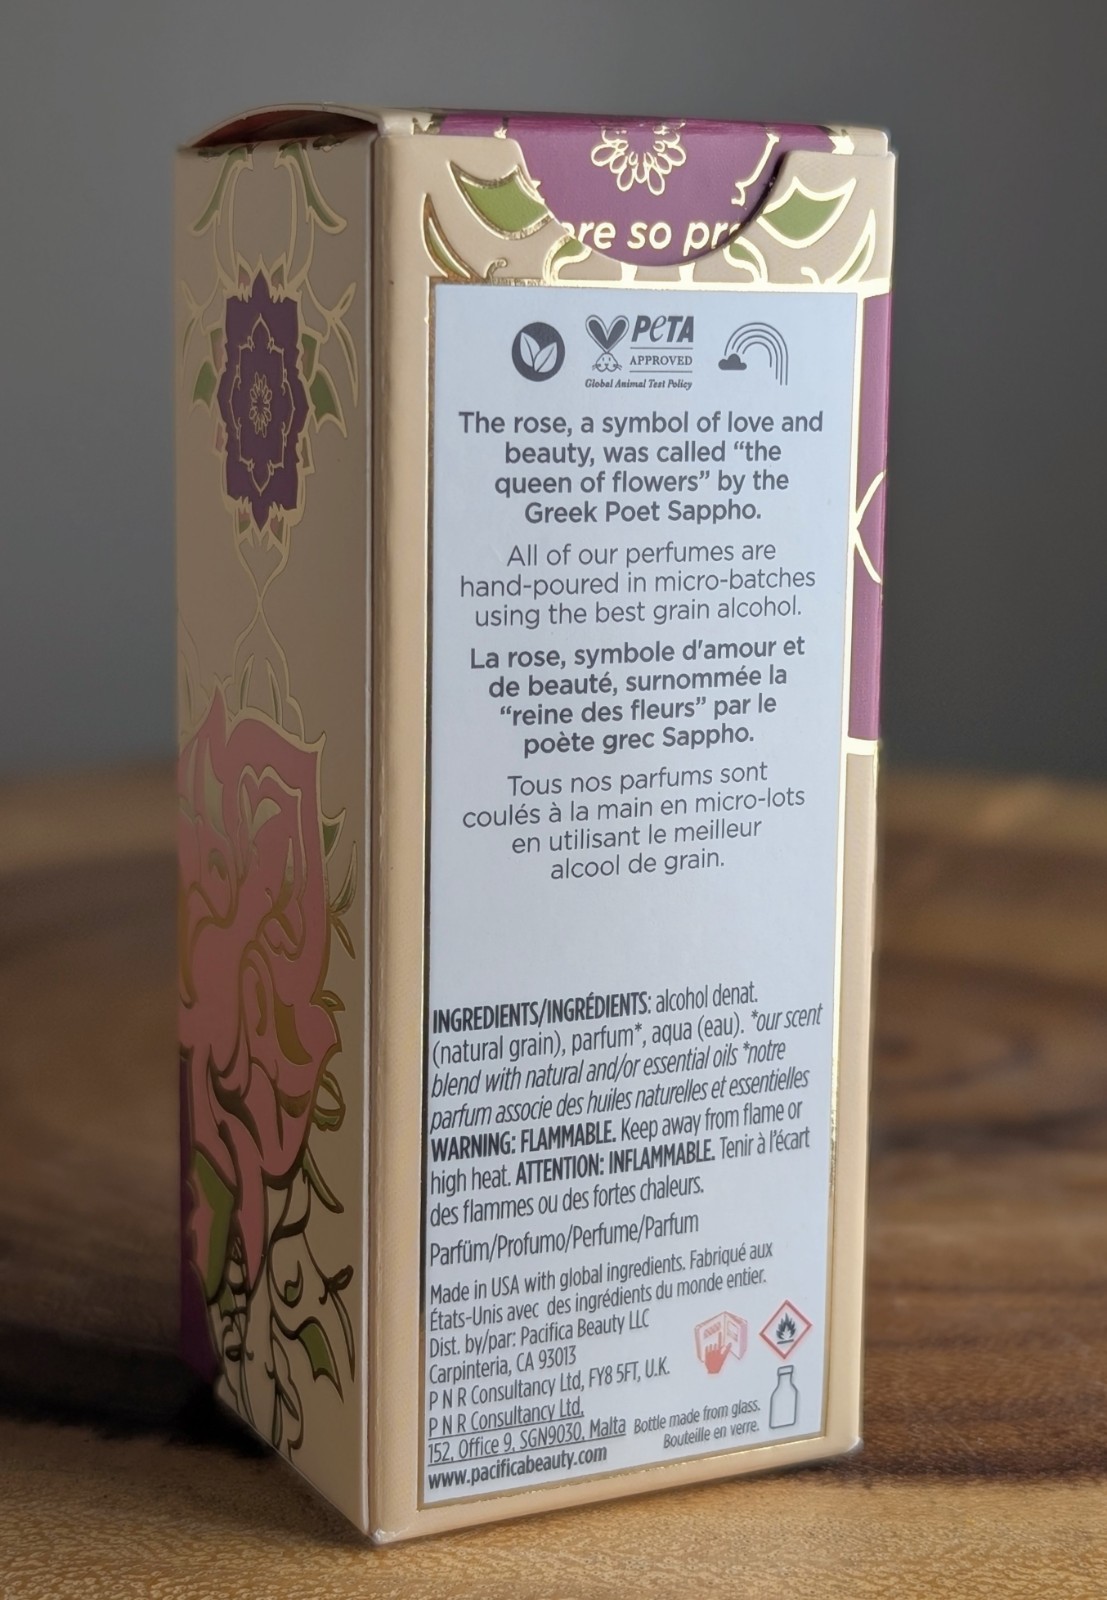 are so pr
PETA
APPROVED
Global Animal Test Policy
The rose, a symbol of love and
beauty, was called “the
queen of flowers” by the
Greek Poet Sappho.
All of our perfumes are
hand-poured in micro-batches
using the best grain alcohol.
La rose, symbole d'amour et
de beauté, surnommée la
“reine des fleurs” par le
poète grec Sappho.
Tous nos parfums sont
coulés à la main en micro-lots
en utilisant le meilleur
alcool de grain.
INGREDIENTS/INGRÉDIENTS: alcohol denat.
(natural grain), parfum*, aqua (eau). *our scent
blend with natural and/or essential oils *notre
parfum associe des huiles naturelles et essentielles
WARNING: FLAMMABLE. Keep away from flame or
high heat. ATTENTION: INFLAMMABLE. Tenir à l'écart
des flammes ou des fortes chaleurs.
Parfüm/Profumo/Perfume/Parfum
Made in USA with global ingredients. Fabriqué aux
États-Unis avec des ingrédients du monde entier.
Dist. by/par: Pacifica Beauty LLC
Carpinteria, CA 93013
P N R Consultancy Ltd, FY8 5FT, U.K.
P N R Consultancy Ltd,
152, Office 9, SGN9030, Malta
www.pacificabeauty.com
Bottle made from glass.
Bouteille en verre.